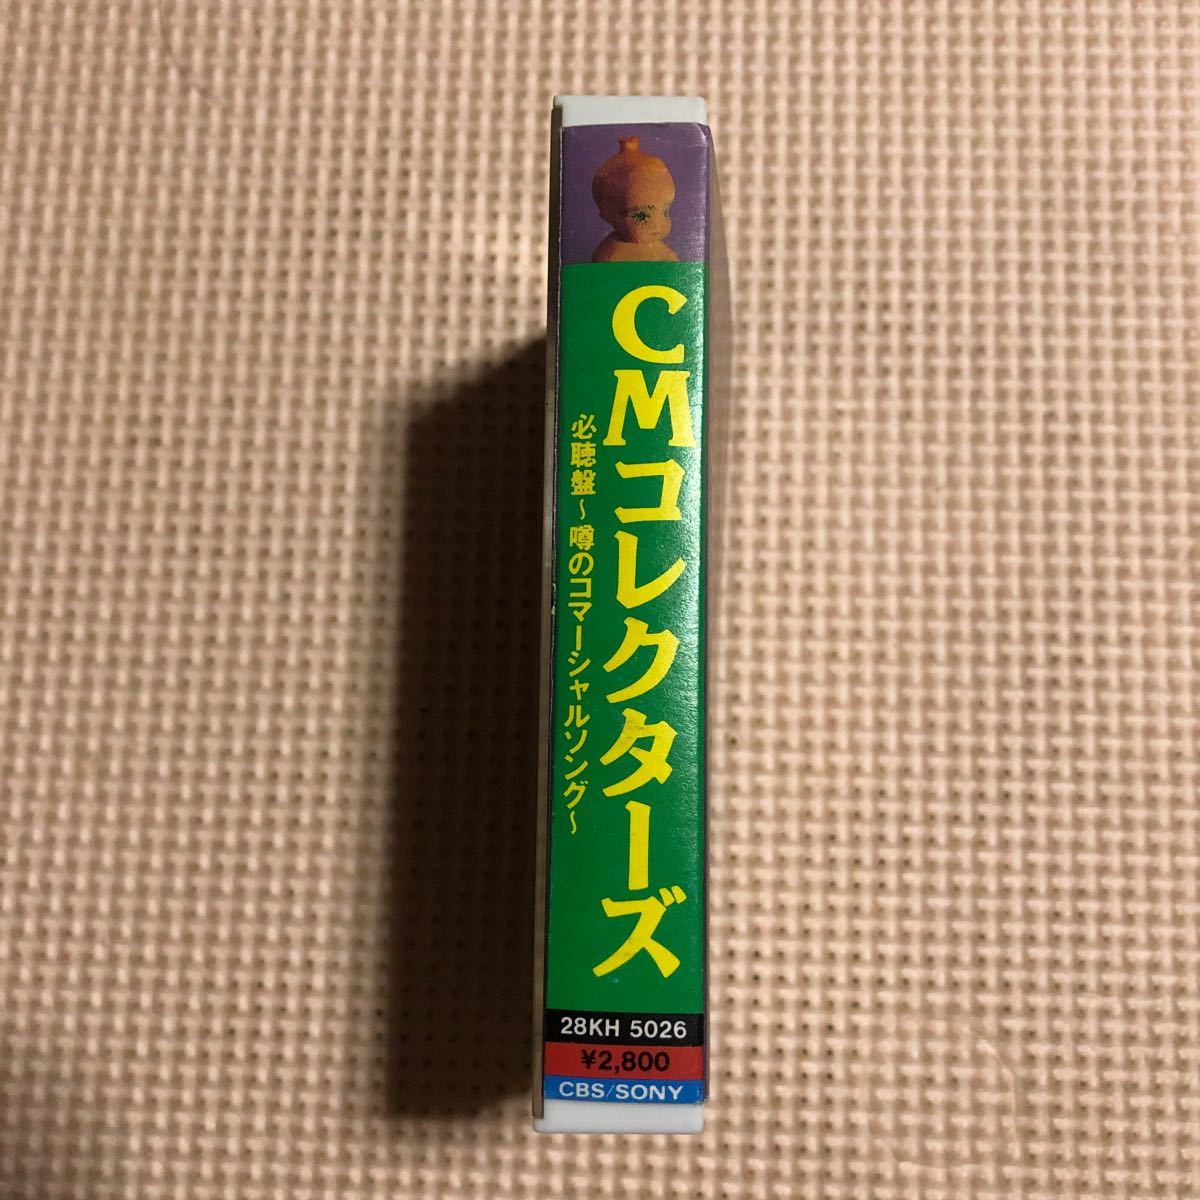 CMコレクターズ
必聴盤〜噂のコマーシャルソング〜
28KH 5026
¥2,800
CBS/SONY